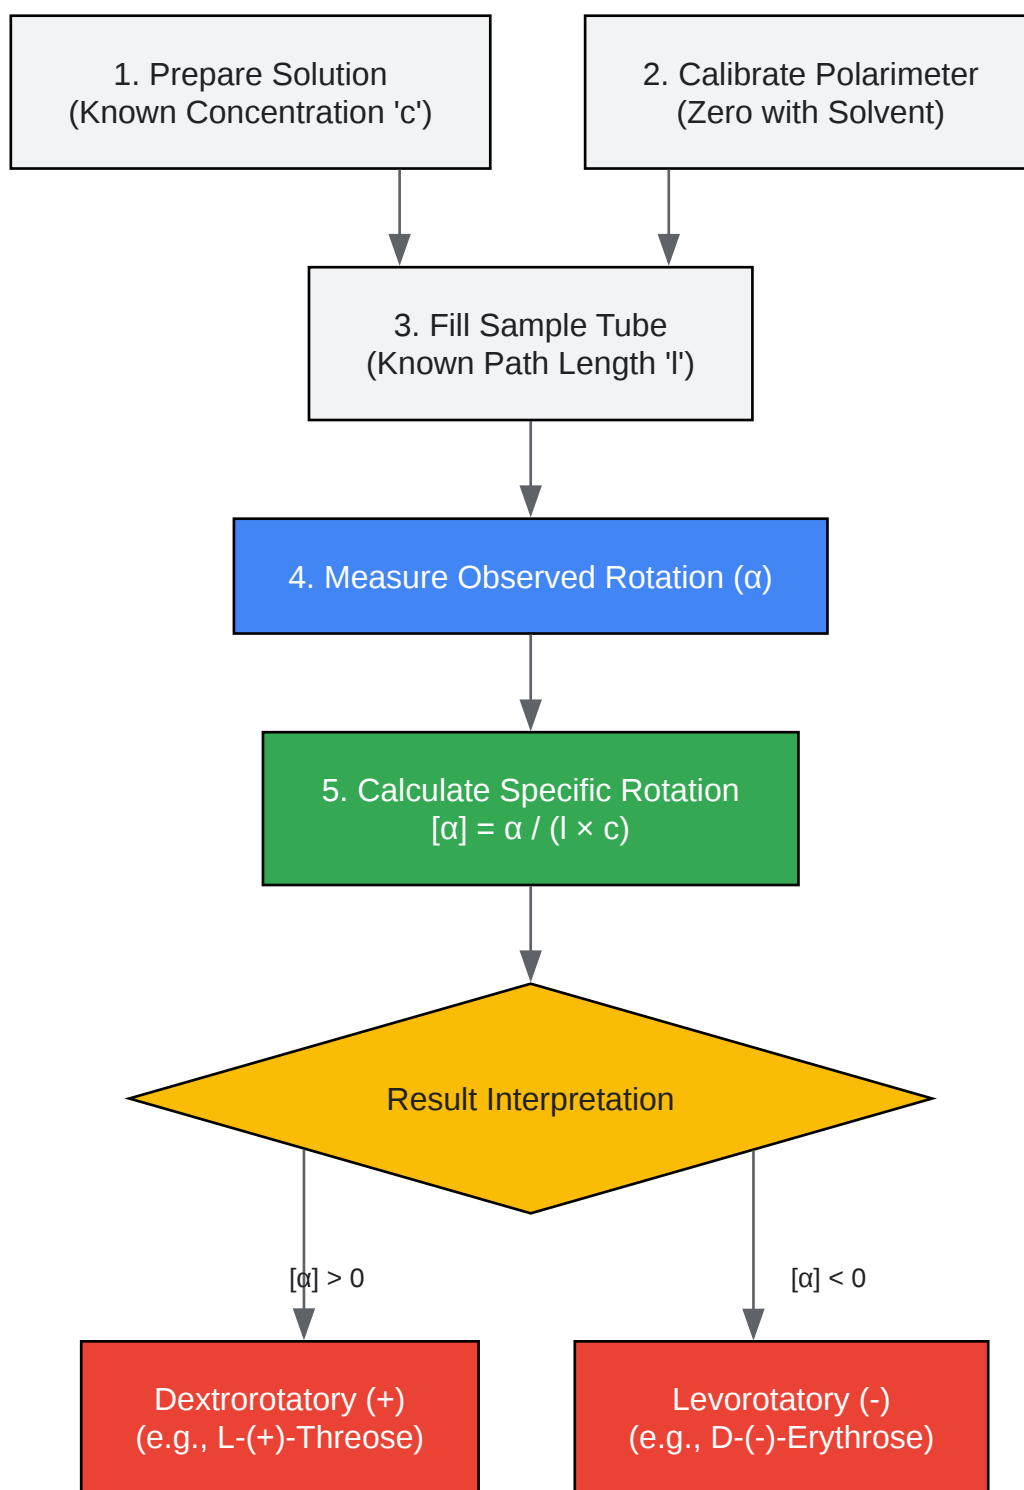 1. Prepare Solution
(Known Concentration 'c')
2. Calibrate Polarimeter
(Zero with Solvent)
3. Fill Sample Tube
(Known Path Length 'l')
4. Measure Observed Rotation (α)
5. Calculate Specific Rotation
[α] = α / (l × c)
Result Interpretation
[α] > 0
[α] < 0
Dextrorotatory (+)
(e.g., L-(+)-Threose)
Levorotatory (-)
(e.g., D-(-)-Erythrose)